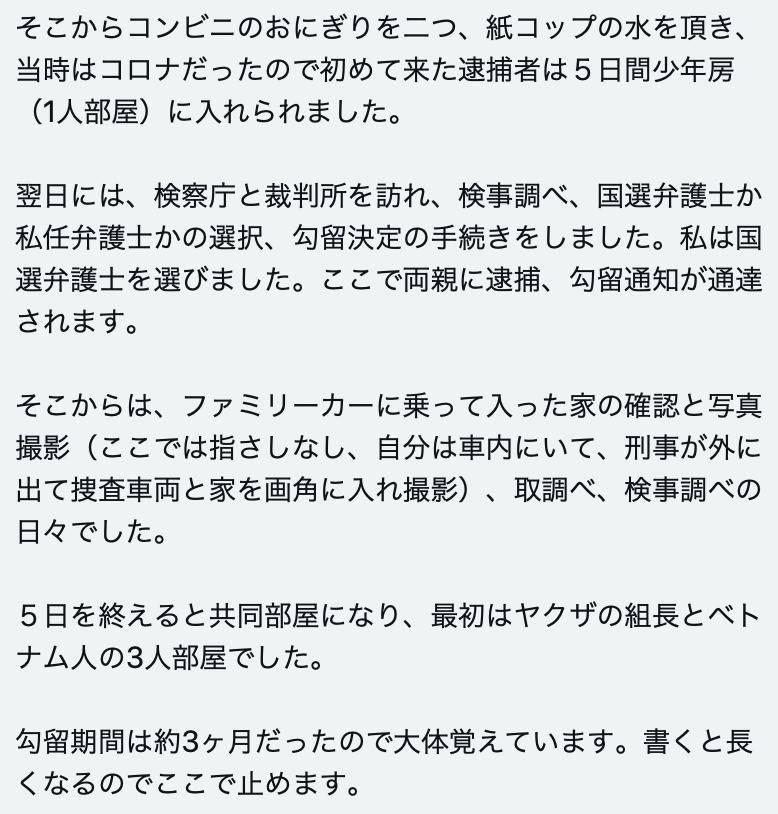 そこからコンビニのおにぎりを二つ、紙コップの水を頂き、
当時はコロナだったので初めて来た逮捕者は５日間少年房
（1人部屋）に入れられました。
翌日には、検察庁と裁判所を訪れ、検事調べ、国選弁護士か
私任弁護士かの選択、勾留決定の手続きをしました。私は国
選弁護士を選びました。ここで両親に逮捕、勾留通知が通達
されます。
そこからは、ファミリーカーに乗って入った家の確認と写真
撮影（ここでは指さしなし、自分は車内にいて、刑事が外に
出て捜査車両と家を画角に入れ撮影）、取調べ、検事調べの
日々でした。
５日を終えると共同部屋になり、最初はヤクザの組長とベト
ナム人の3人部屋でした。
勾留期間は約3ヶ月だったので大体覚えています。書くと長
くなるのでここで止めます。